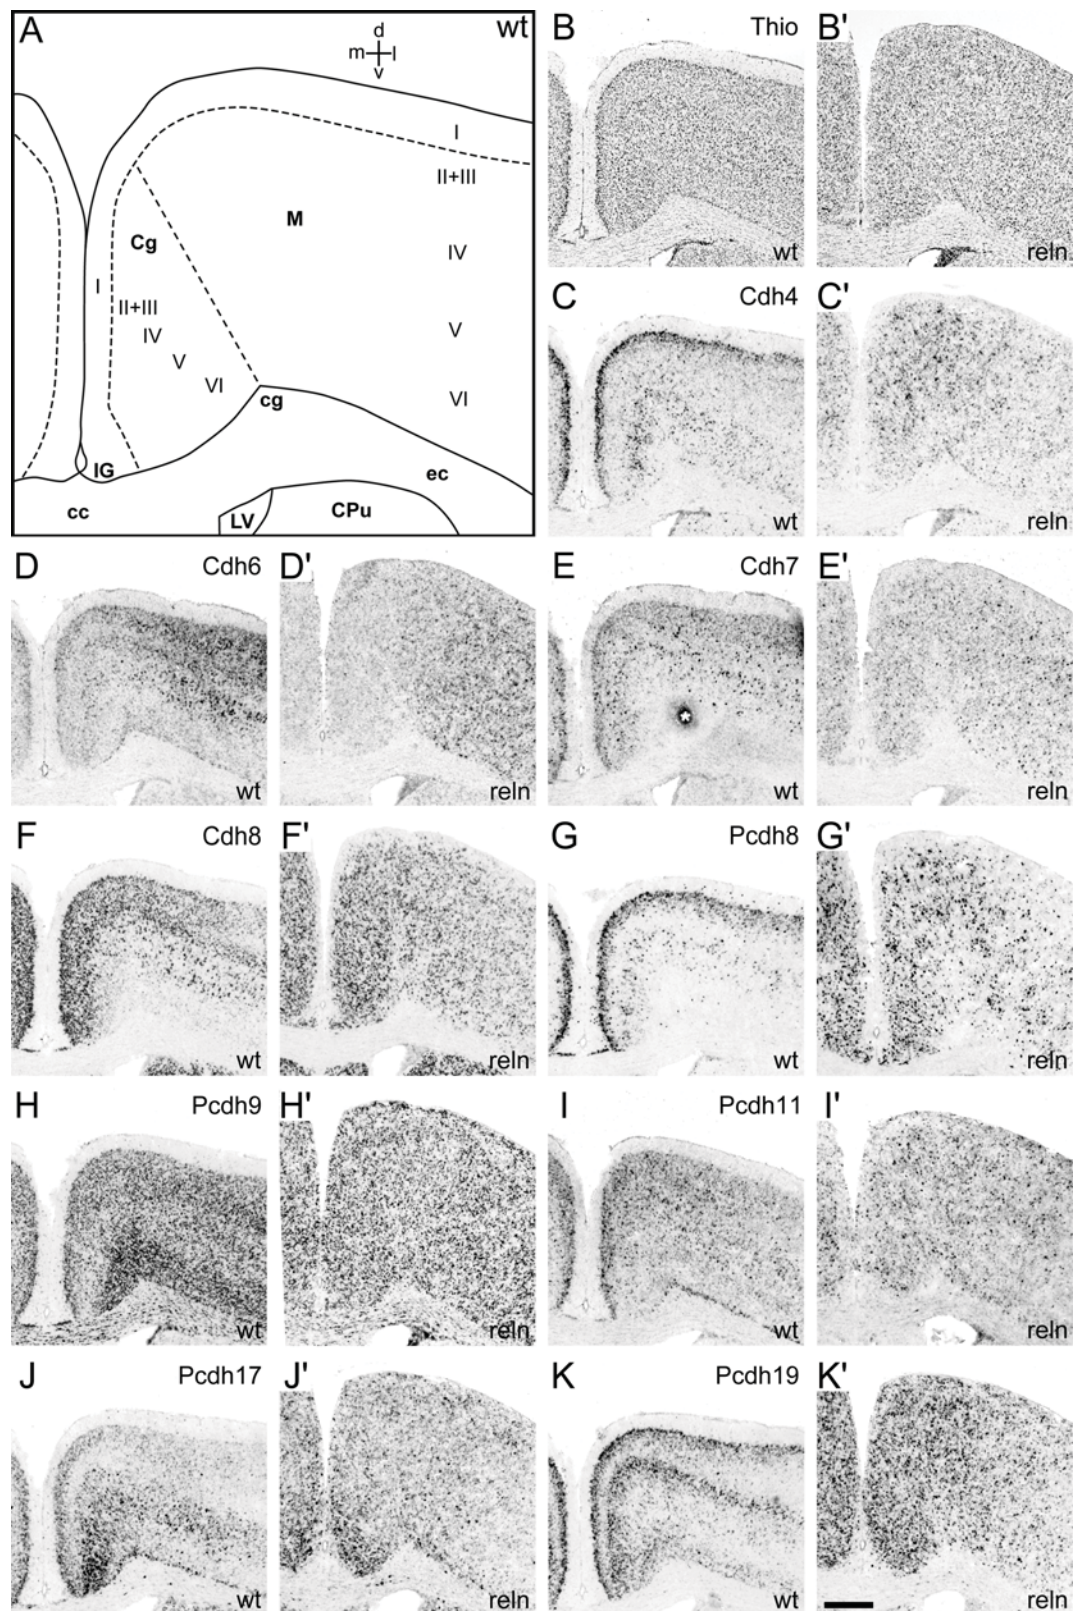 A
wt
d
m l
v
I
II+III
M
Cg
IV
I
II+III
IV
V
V
VI
VI
cg
IG
ec
cc
LV
CPu
B Thio
wt
B'
reln
C Cdh4
wt
C'
reln
D Cdh6
wt
D'
reln
E Cdh7
wt
E'
reln
F Cdh8
wt
F'
reln
G Pcdh8
wt
G'
reln
H Pcdh9
wt
H'
reln
I Pcdh11
wt
I'
reln
J Pcdh17
wt
J'
reln
K Pcdh19
wt
K'
reln